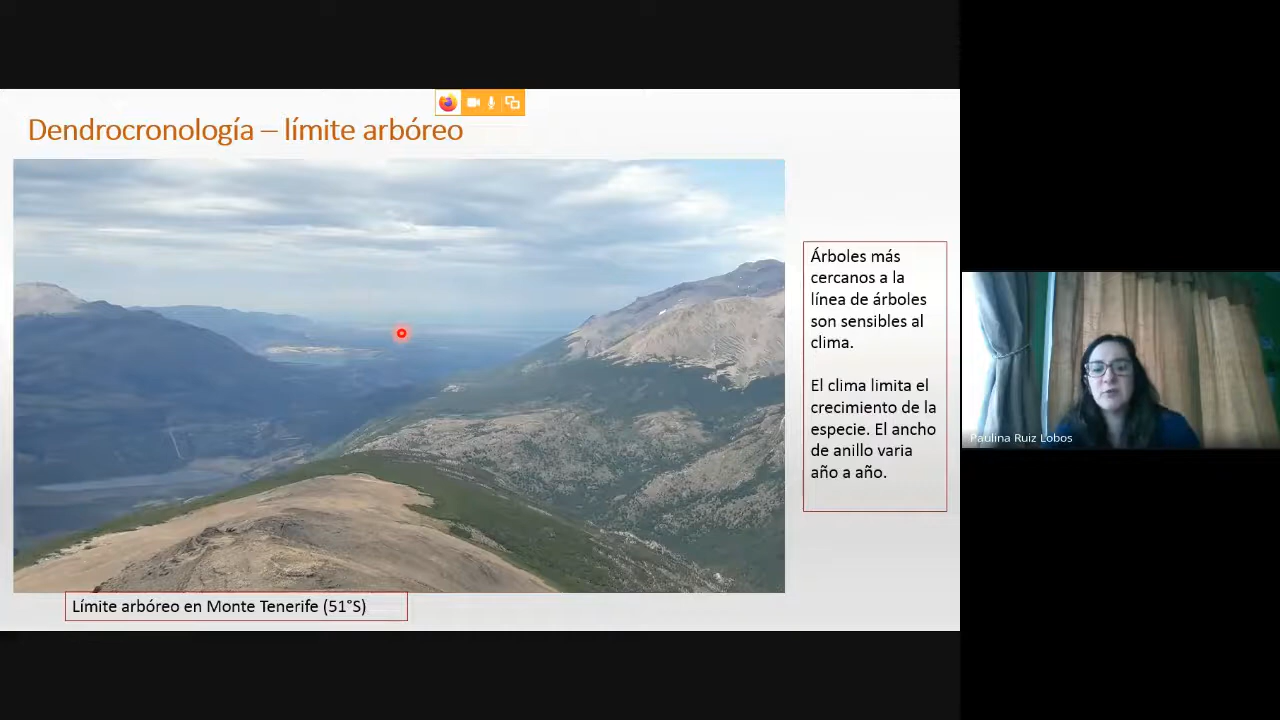 Dendrocronología – límite arbóreo
Árboles más
cercanos a la
línea de árboles
son sensibles al
clima.
El clima limita el
crecimiento de la
especie. El ancho
de anillo varia
año a año.
Límite arbóreo en Monte Tenerife (51°S)
Paulina Ruiz Lobos